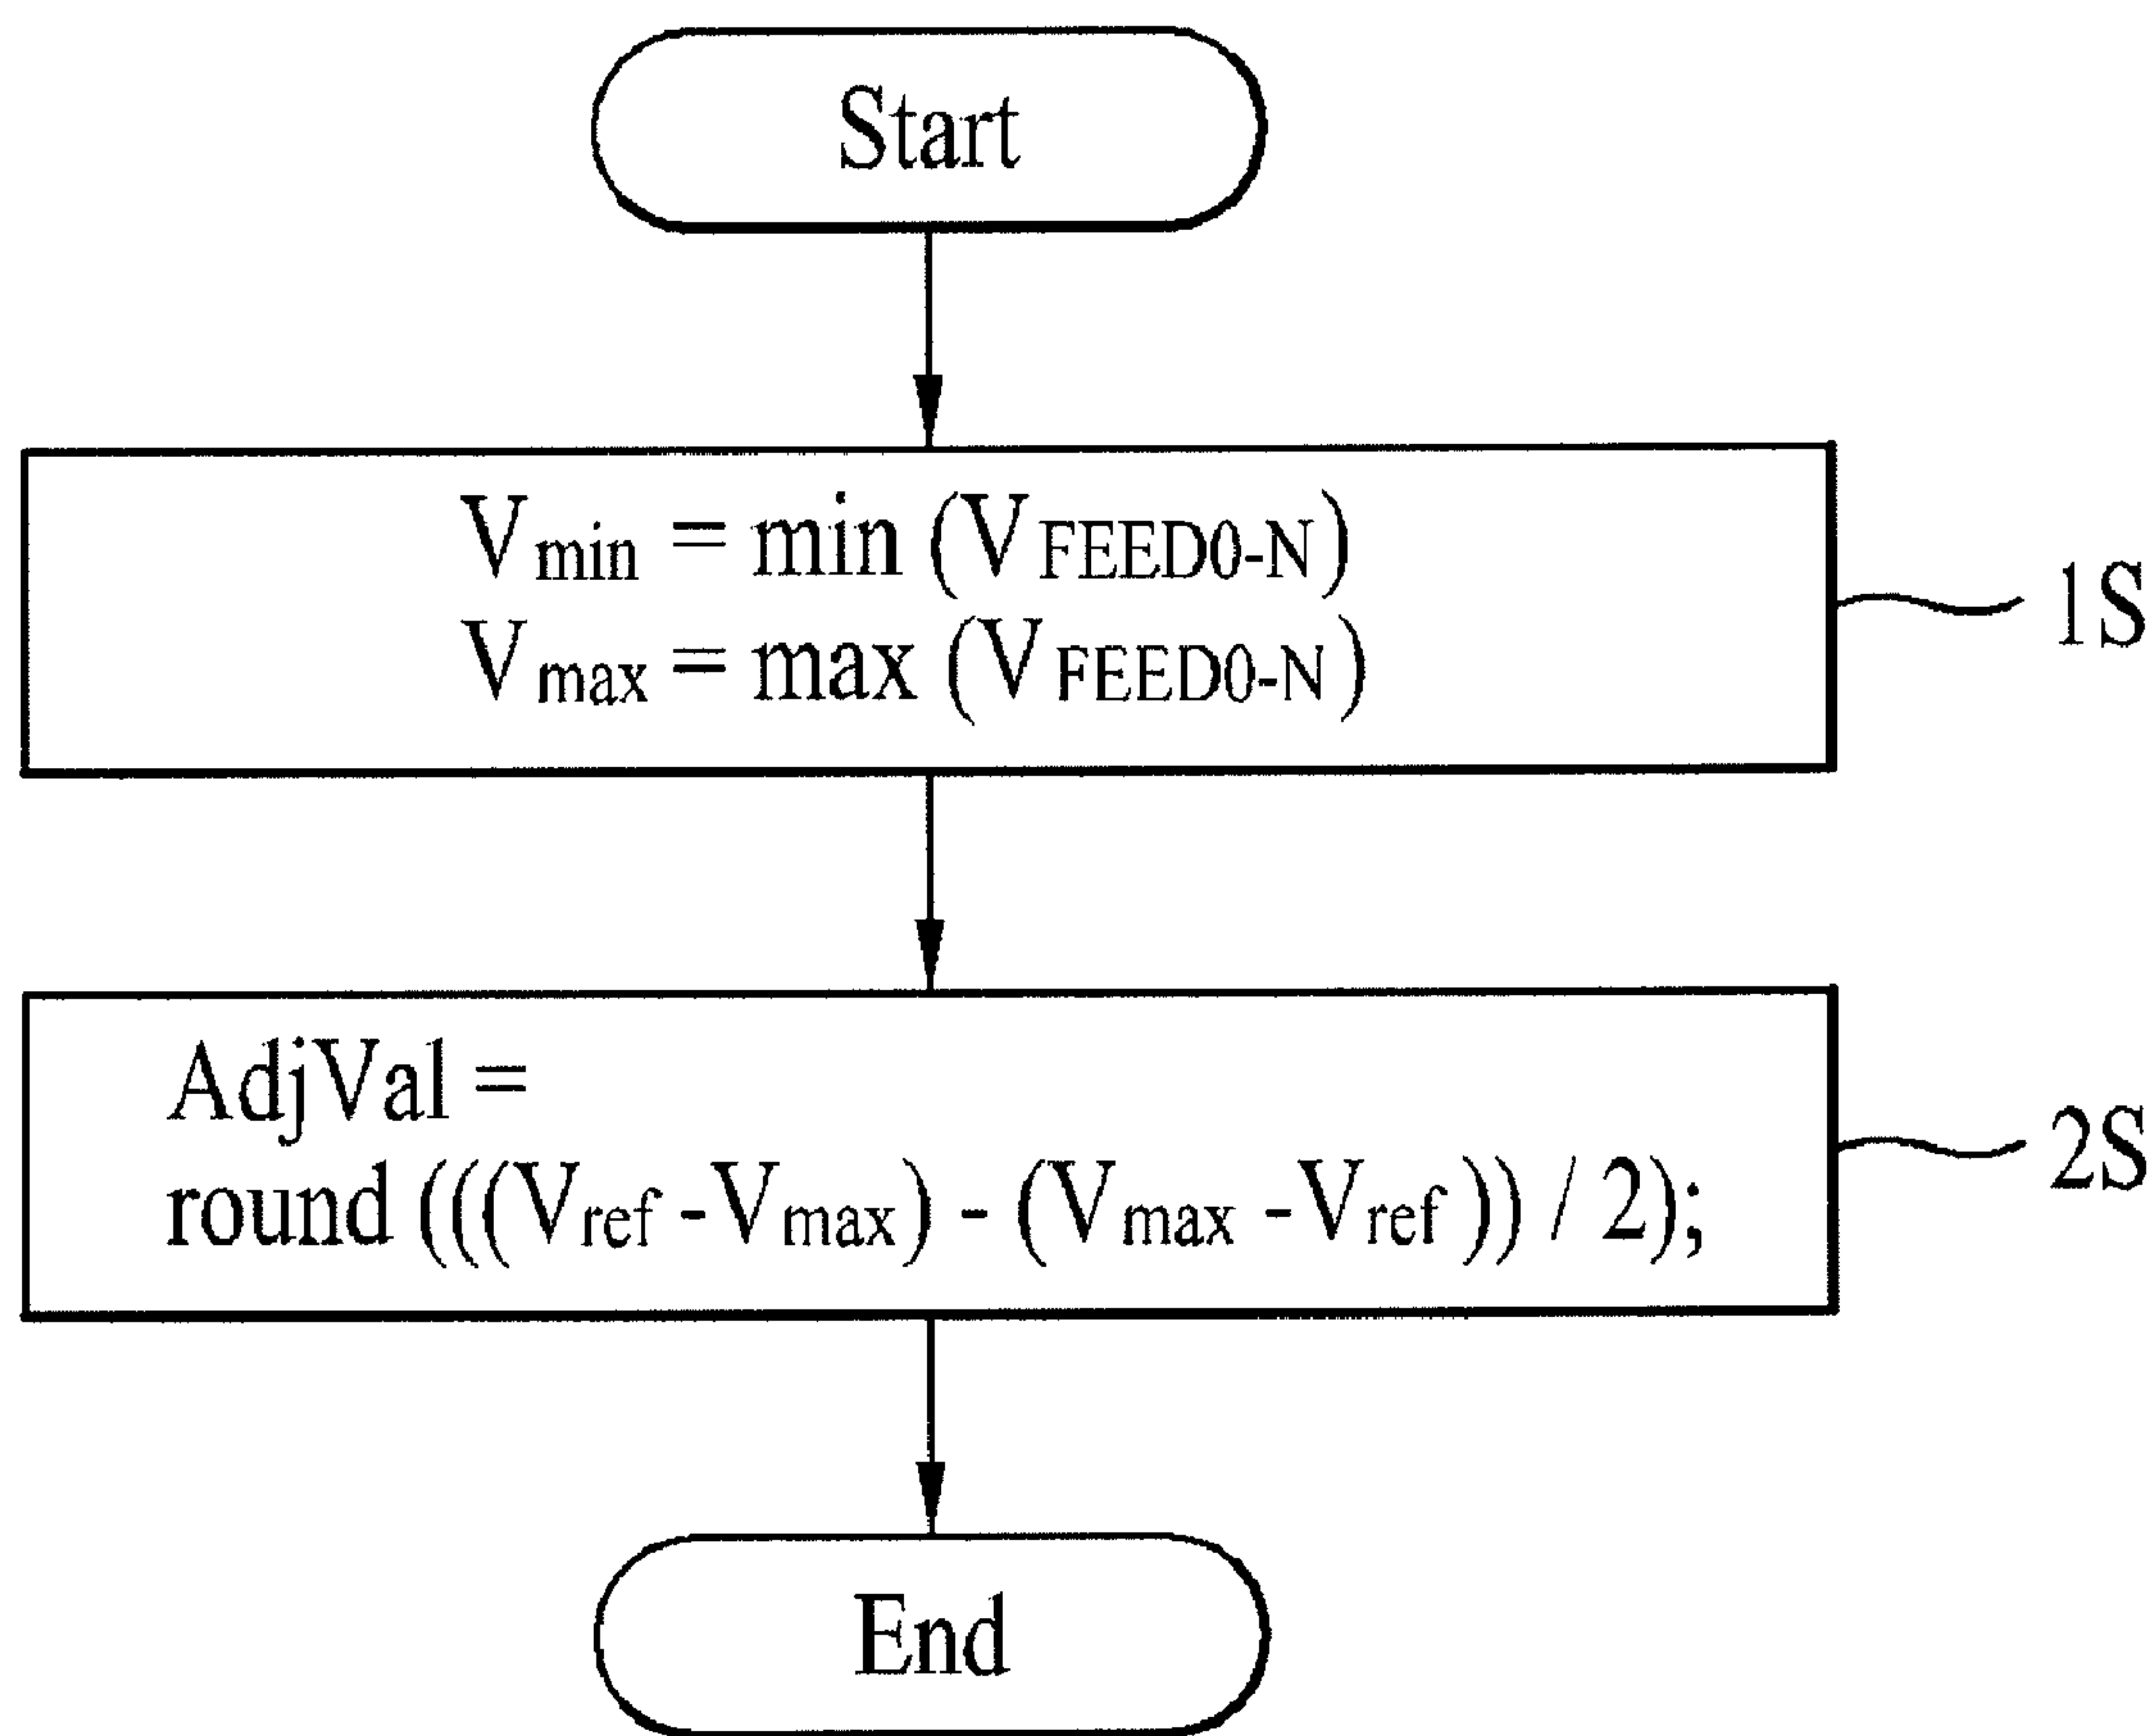 Start
Vmin = min (VFEED0-N)
Vmax = max (VFEED0-N)
1S
AdjVal =
round (((Vref -Vmax) - (Vmax -Vref )) / 2);
2S
End